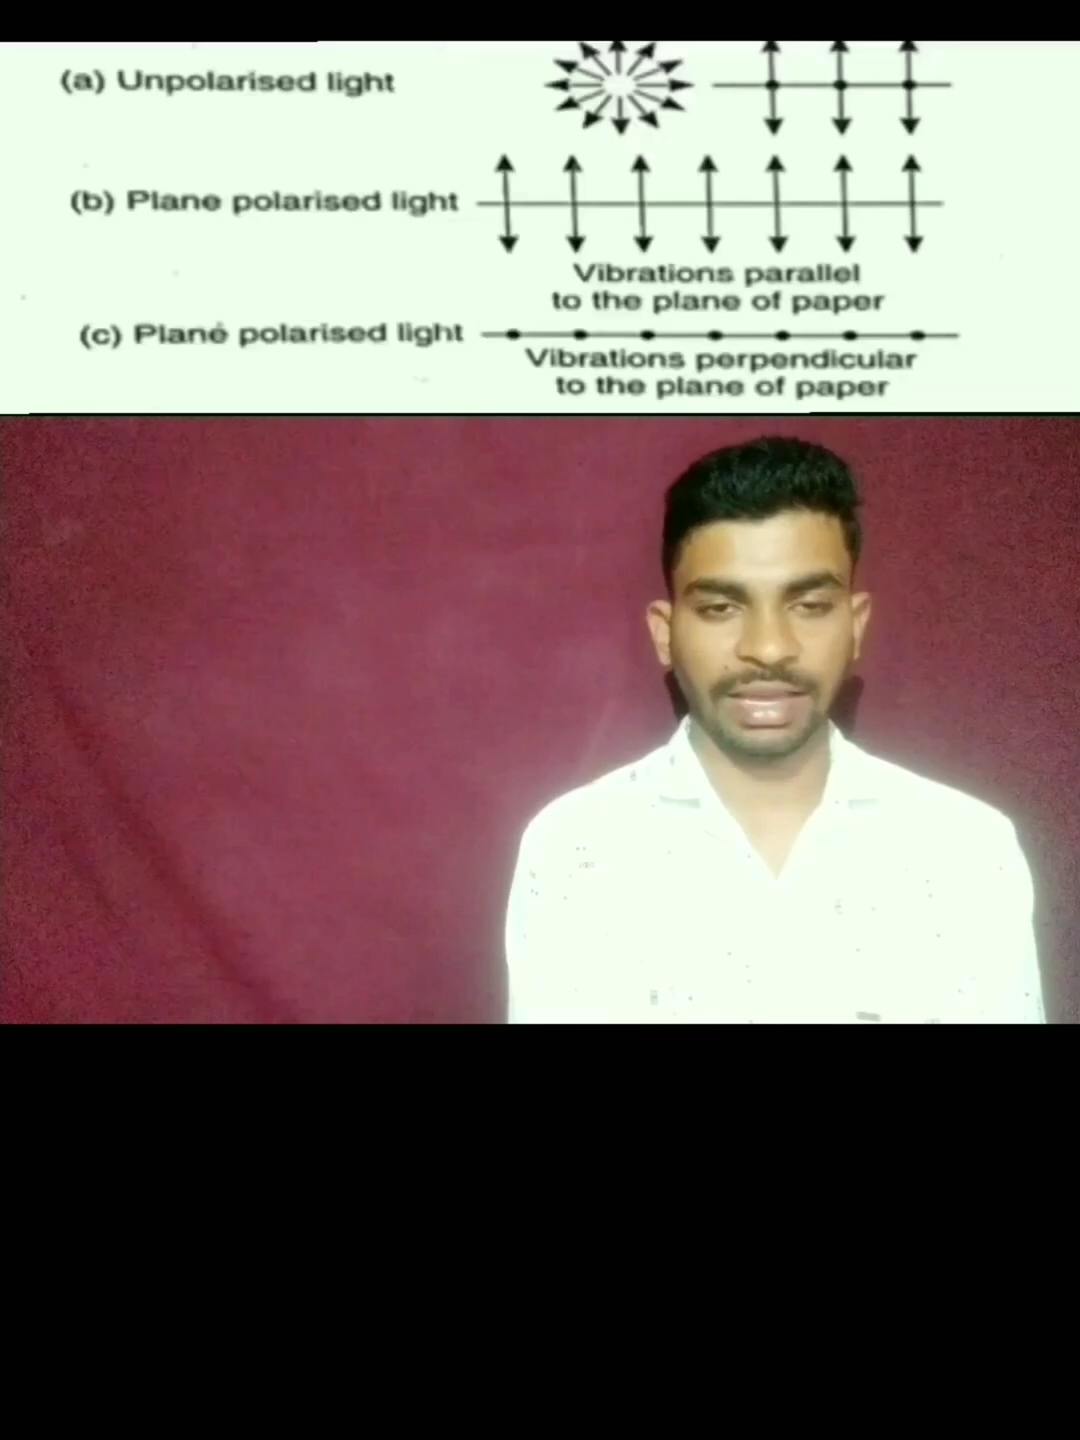 (a) Unpolarised light
(b) Plane polarised light
Vibrations parallel
to the plane of paper
(c) Plane polarised light
Vibrations perpendicular
to the plane of paper